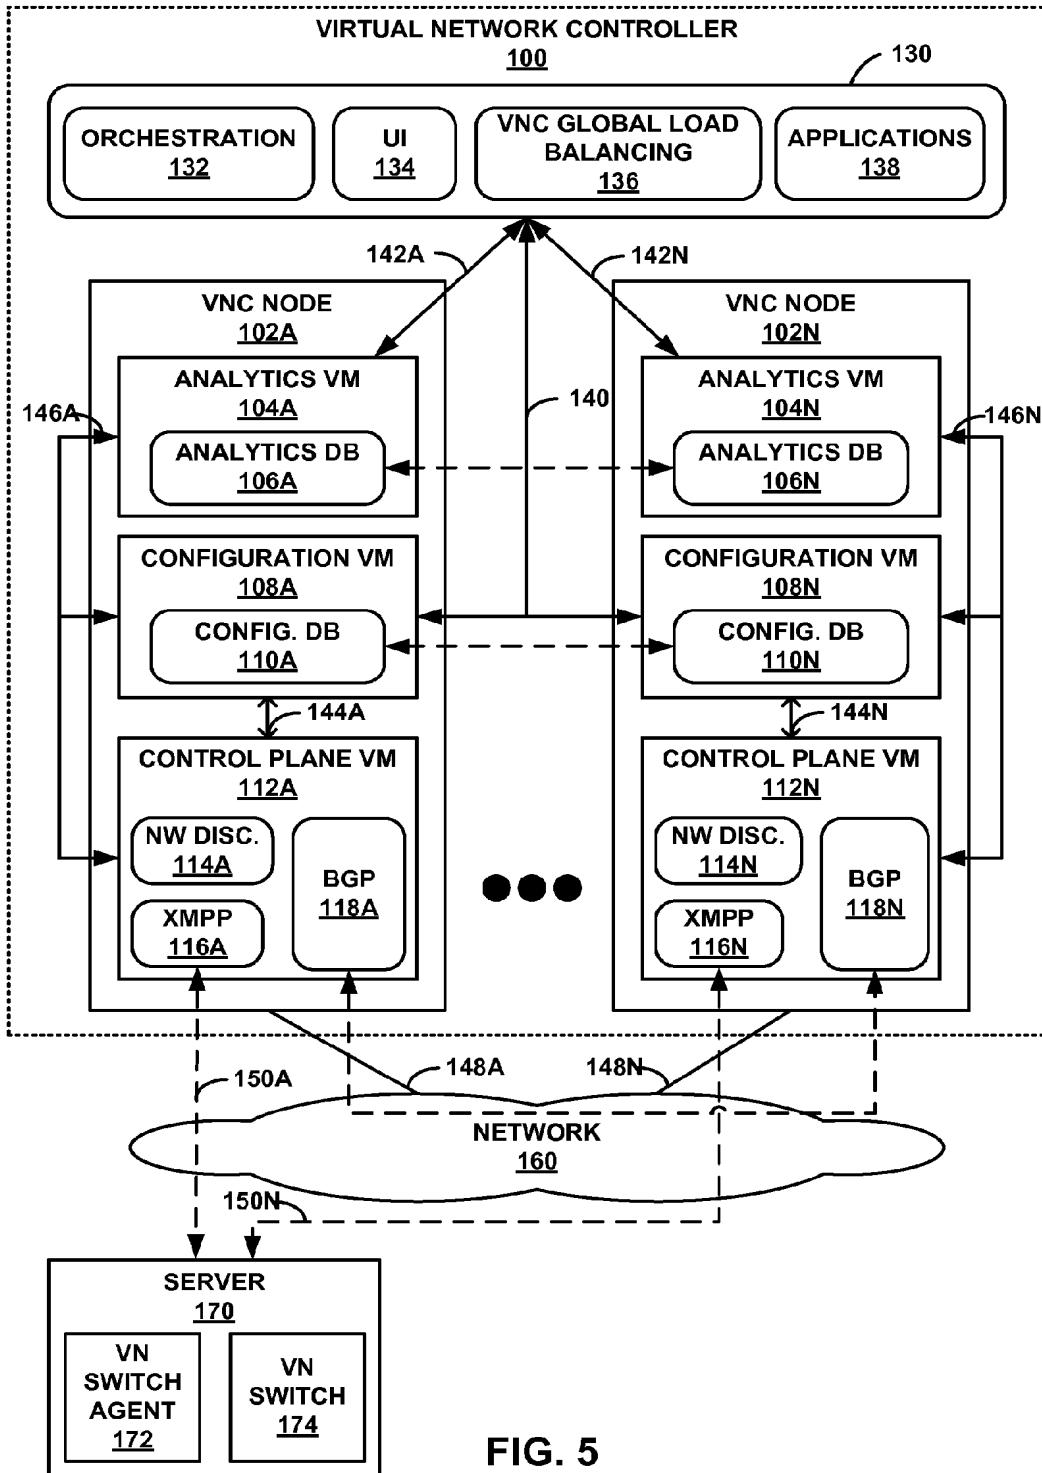 VIRTUAL NETWORK CONTROLLER
100
130
ORCHESTRATION
132
UI
134
VNC GLOBAL LOAD
BALANCING
136
APPLICATIONS
138
142A
142N
VNC NODE
102A
VNC NODE
102N
ANALYTICS VM
104A
140
ANALYTICS VM
104N
146A
146N
ANALYTICS DB
106A
ANALYTICS DB
106N
CONFIGURATION VM
108A
CONFIGURATION VM
108N
CONFIG. DB
110A
CONFIG. DB
110N
144A
144N
CONTROL PLANE VM
112A
CONTROL PLANE VM
112N
NW DISC.
114A
BGP
118A
XMPP
116A
NW DISC.
114N
BGP
118N
XMPP
116N
150A
148A
148N
NETWORK
160
150N
SERVER
170
VN
SWITCH
AGENT
172
VN
SWITCH
174
FIG. 5